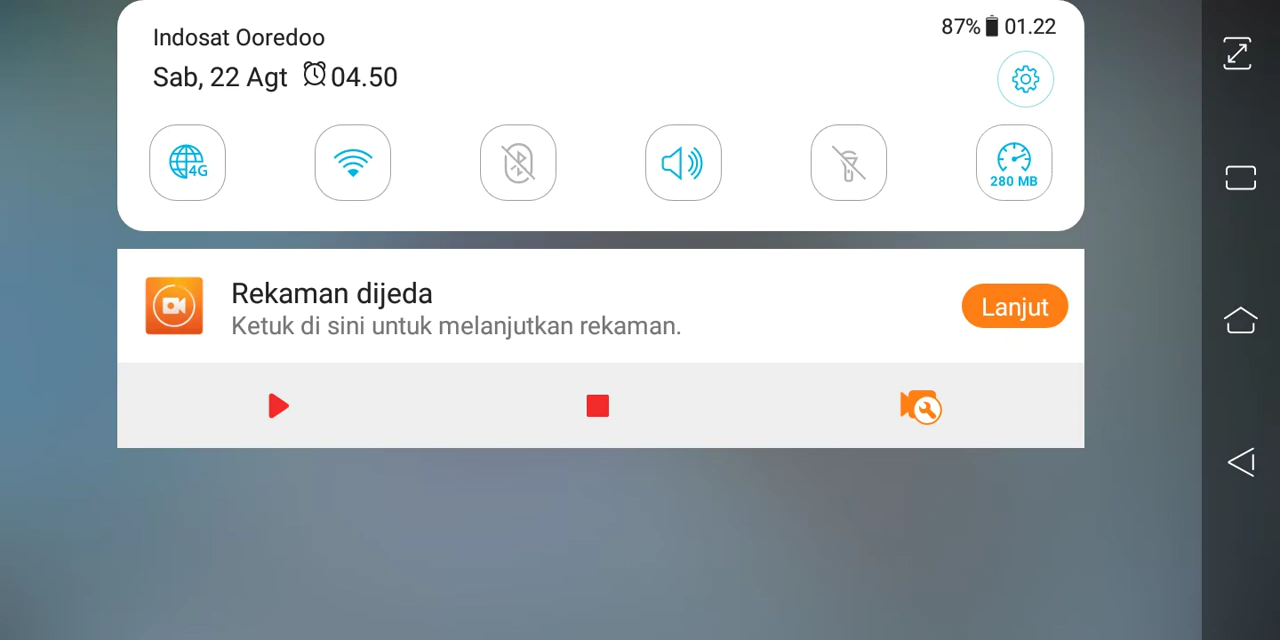 Indosat Ooredoo
87% 01.22
Sab, 22 Agt 04.50
4G
280 MB
Rekaman dijeda
Ketuk di sini untuk melanjutkan rekaman.
Lanjut